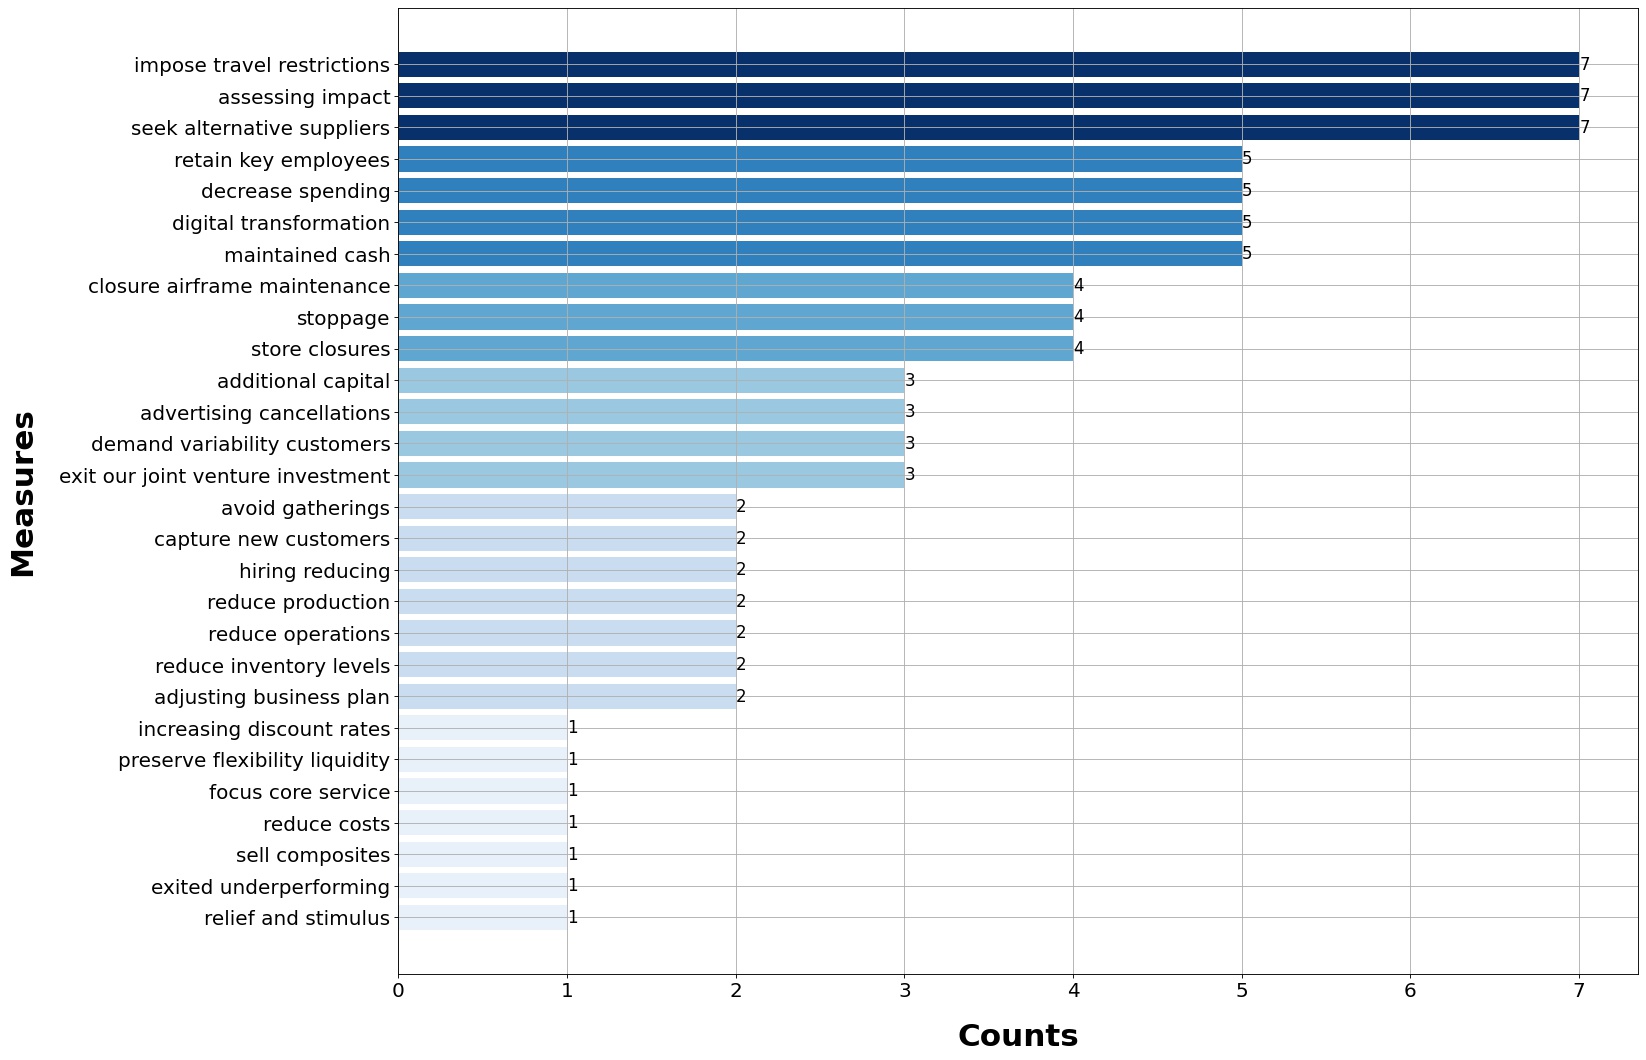 impose travel restrictions 7
assessing impact 7
seek alternative suppliers 7
retain key employees 5
decrease spending 5
digital transformation 5
maintained cash 5
closure airframe maintenance 4
stoppage 4
store closures 4
additional capital 3
advertising cancellations 3
demand variability customers 3
exit our joint venture investment 3
avoid gatherings 2
capture new customers 2
hiring reducing 2
reduce production 2
reduce operations 2
reduce inventory levels 2
adjusting business plan 2
increasing discount rates 1
preserve flexibility liquidity 1
focus core service 1
reduce costs 1
sell composites 1
exited underperforming 1
relief and stimulus 1
Measures
0 1 2 3 4 5 6 7
Counts